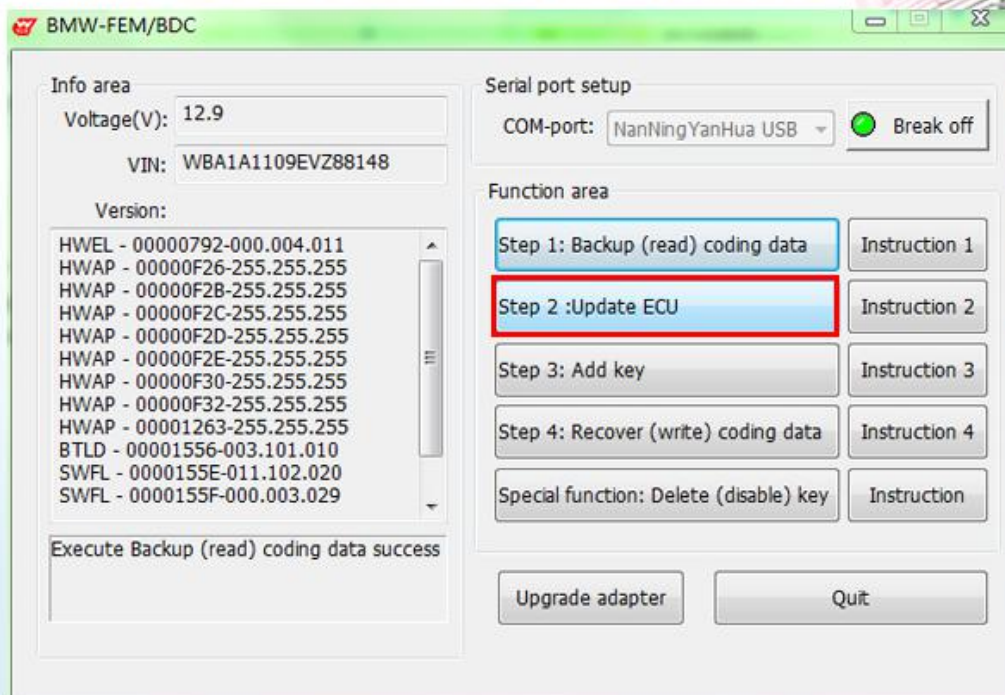 BMW-FEM/BDC
Info area
Voltage(V): 12.9
VIN: WBA1A1109EVZ88148
Version:
HWEL - 00000792-000.004.011
HWAP - 00000F26-255.255.255
HWAP - 00000F2B-255.255.255
HWAP - 00000F2C-255.255.255
HWAP - 00000F2D-255.255.255
HWAP - 00000F2E-255.255.255
HWAP - 00000F30-255.255.255
HWAP - 00000F32-255.255.255
HWAP - 00001263-255.255.255
BTLD - 00001556-003.101.010
SWFL - 0000155E-011.102.020
SWFL - 0000155F-000.003.029
Execute Backup (read) coding data success
Serial port setup
COM-port: NanNingYanHua USB Break off
Function area
Step 1: Backup (read) coding data Instruction 1
Step 2 :Update ECU Instruction 2
Step 3: Add key Instruction 3
Step 4: Recover (write) coding data Instruction 4
Special function: Delete (disable) key Instruction
Upgrade adapter Quit